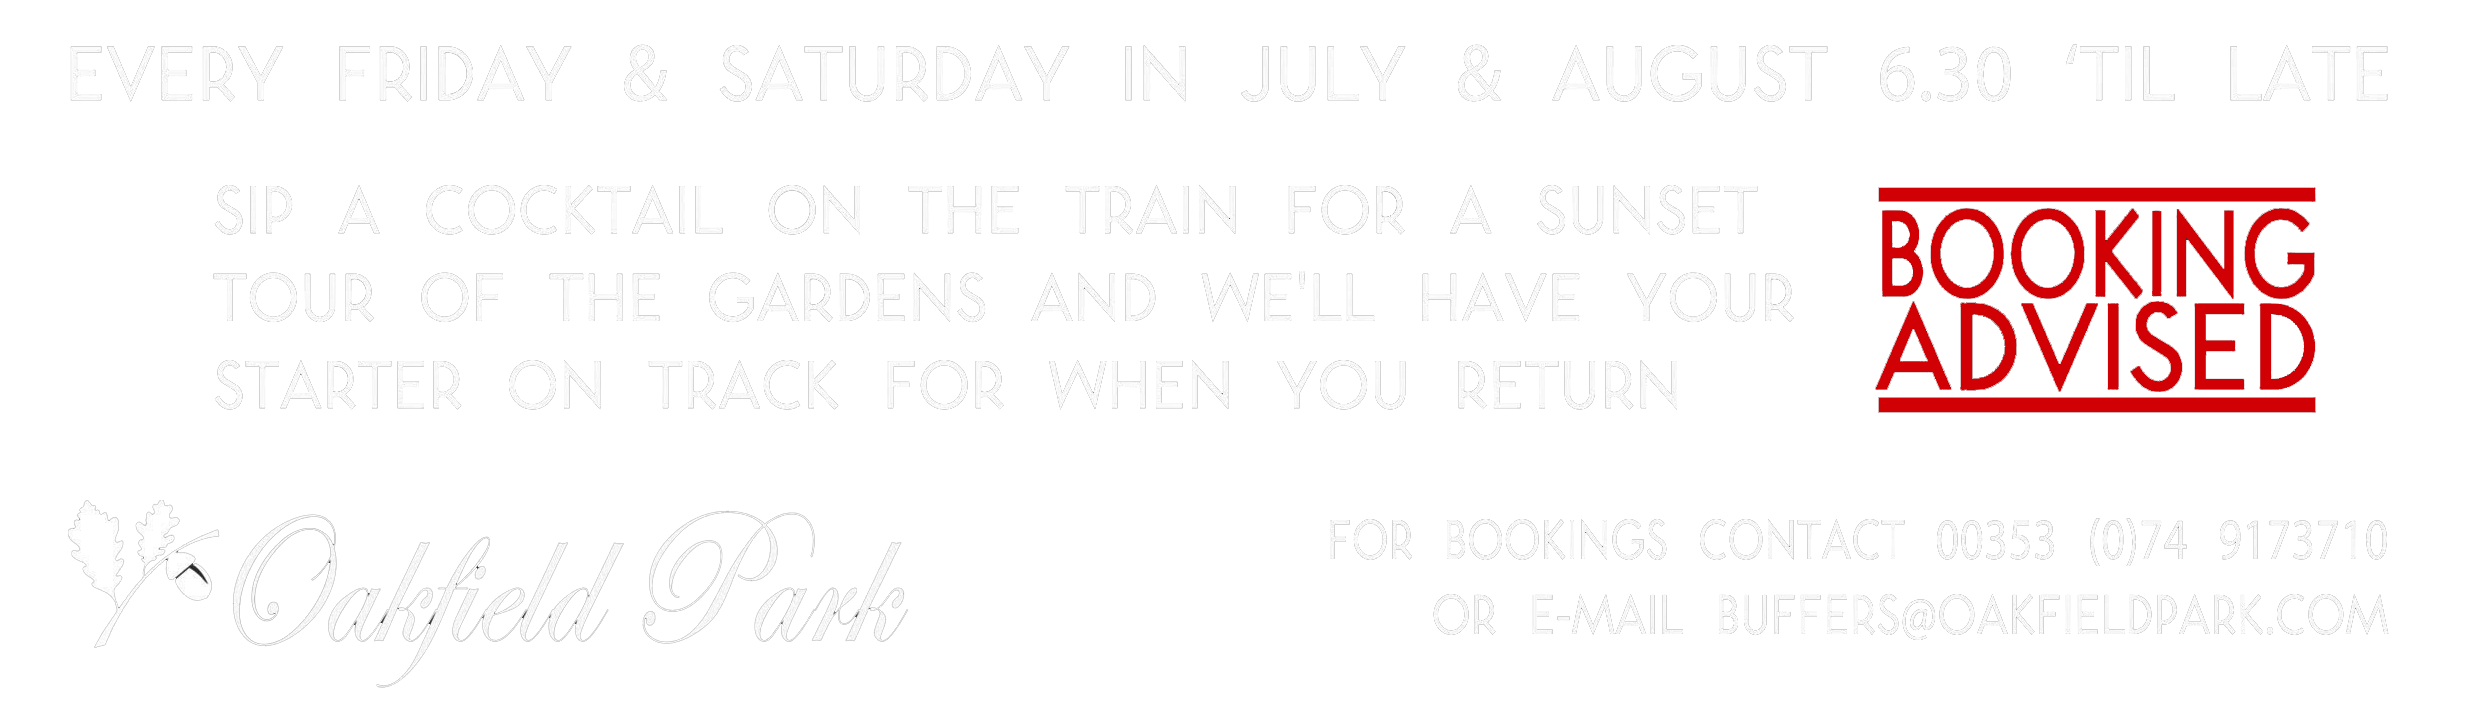 EVERY FRIDAY & SATURDAY IN JULY & AUGUST 6.30 ‘TIL LATE
SIP A COCKTAIL ON THE TRAIN FOR A SUNSET
TOUR OF THE GARDENS AND WE'LL HAVE YOUR
STARTER ON TRACK FOR WHEN YOU RETURN
BOOKING
ADVISED
Oakfield Park
FOR BOOKINGS CONTACT 00353 (0)74 9173710
OR E-MAIL BUFFERS@OAKFIELDPARK.COM